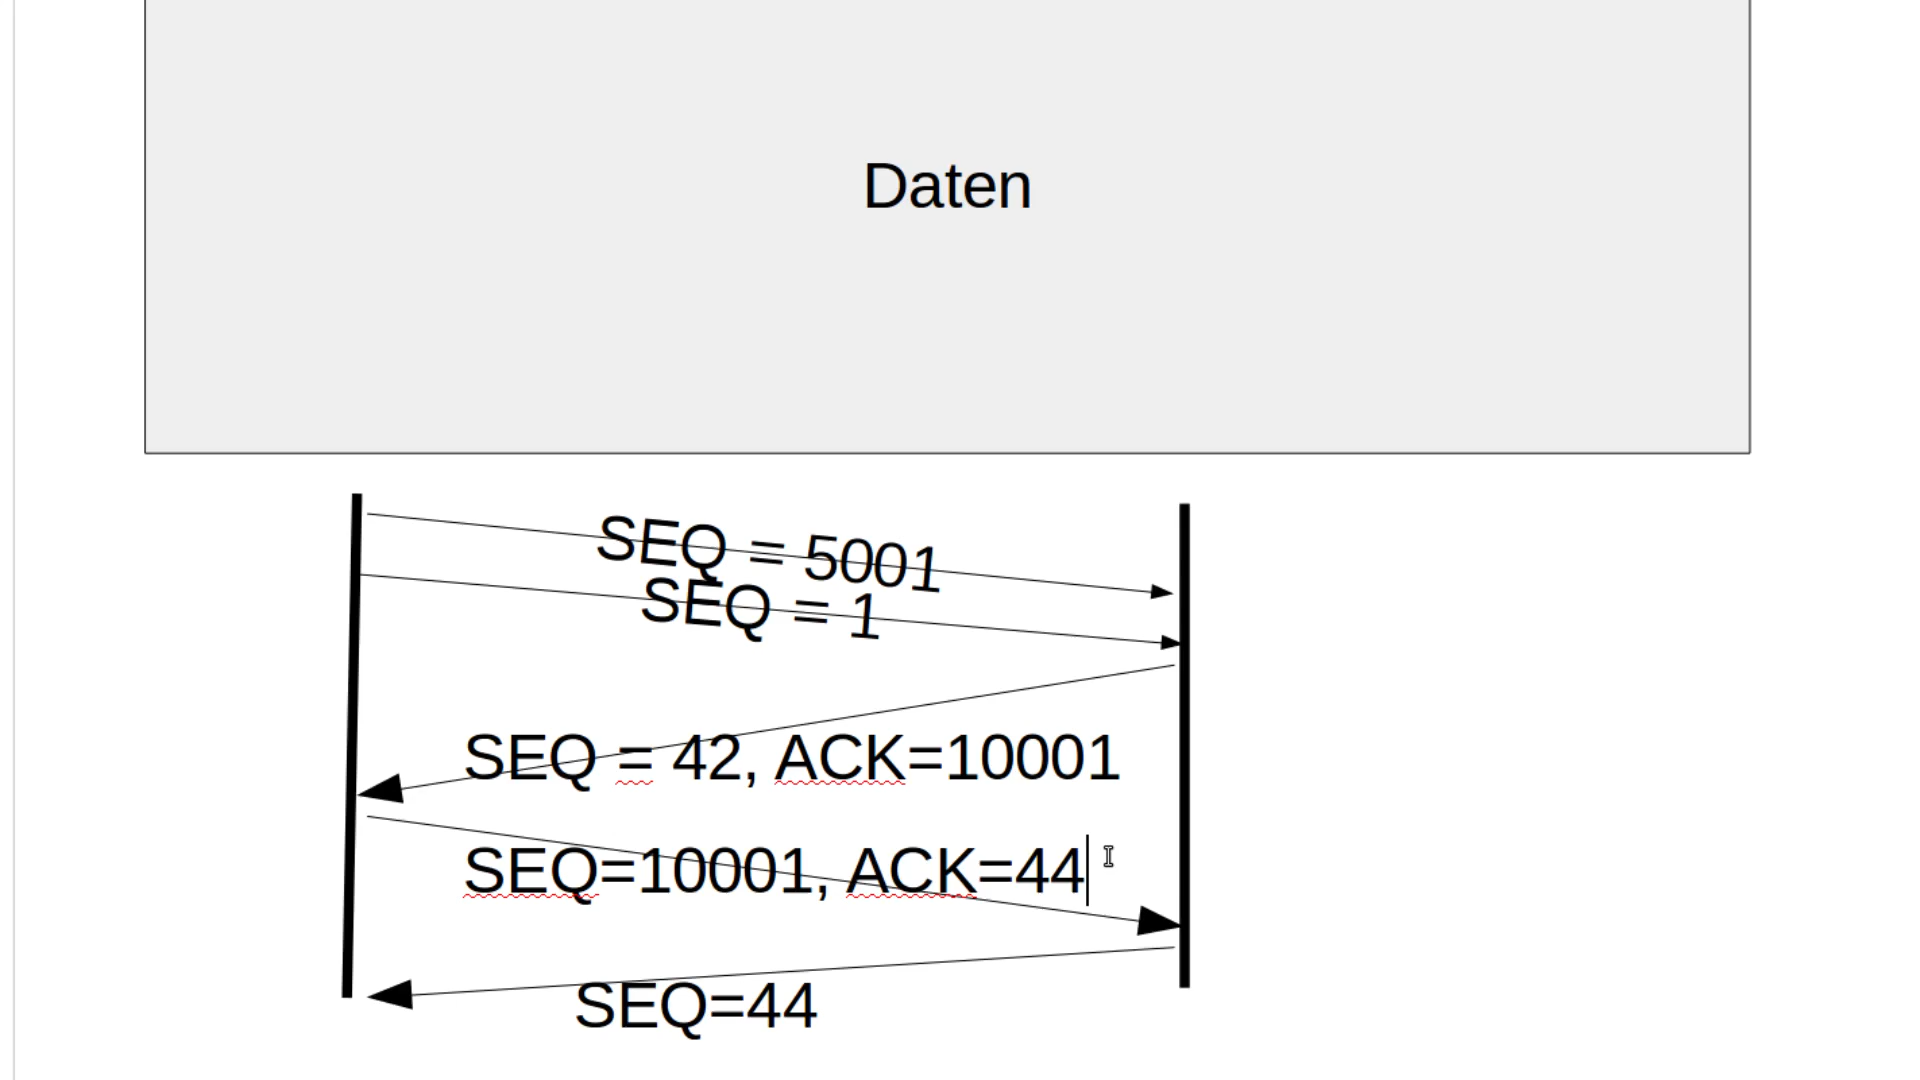 Daten
SEQ = 5001
SEQ = 1
SEQ = 42, ACK=10001
SEQ=10001, ACK=44
SEQ=44